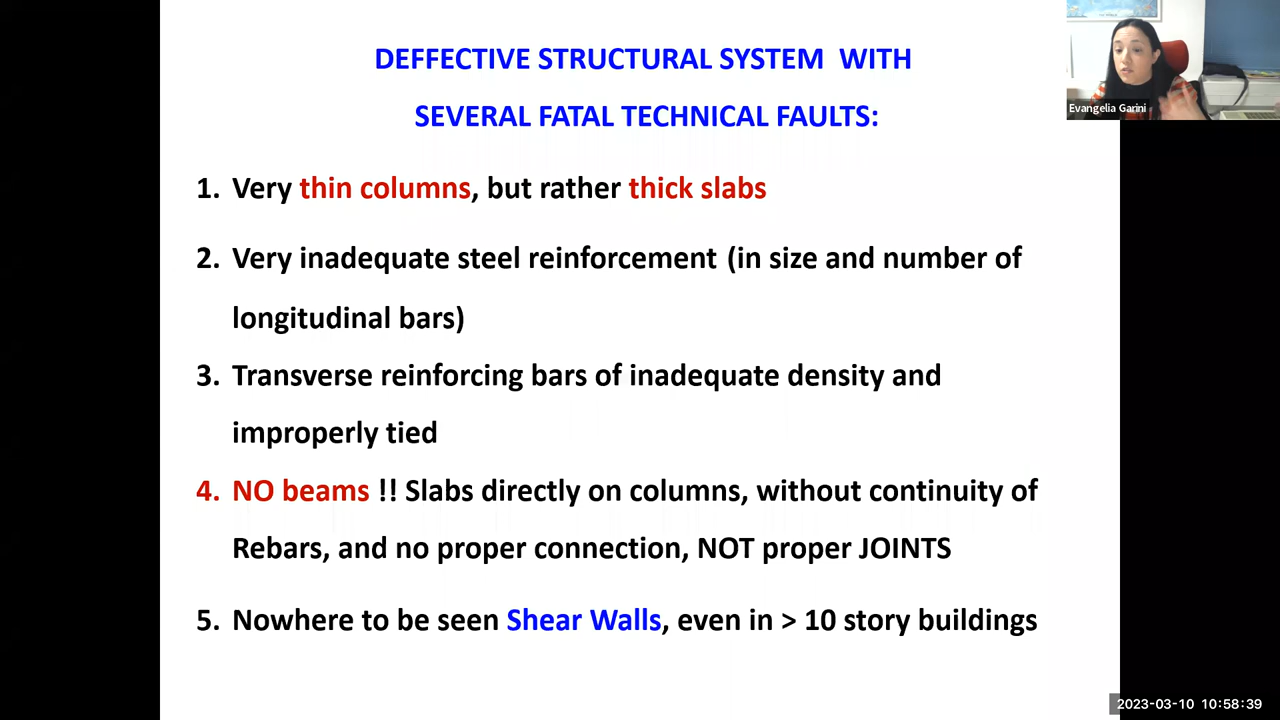 DEFFECTIVE STRUCTURAL SYSTEM WITH
SEVERAL FATAL TECHNICAL FAULTS:
Evangelia Garini
1. Very thin columns, but rather thick slabs
2. Very inadequate steel reinforcement (in size and number of
longitudinal bars)
3. Transverse reinforcing bars of inadequate density and
improperly tied
4. NO beams !! Slabs directly on columns, without continuity of
Rebars, and no proper connection, NOT proper JOINTS
5. Nowhere to be seen Shear Walls, even in > 10 story buildings
2023-03-10 10:58:39